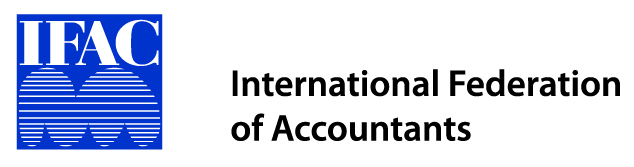 IFAC
International Federation
of Accountants